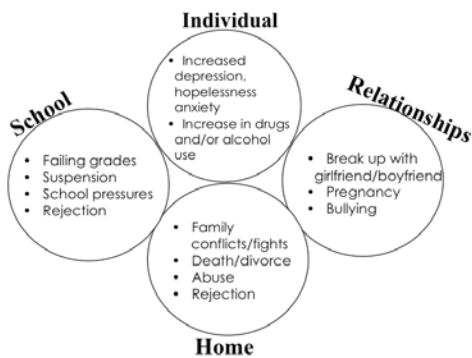 Individual
• Increased
depression,
hopelessness
anxiety
• Increase in drugs
and/or alcohol
use
School
• Failing grades
• Suspension
• School pressures
• Rejection
Relationships
• Break up with
girlfriend/boyfriend
• Pregnancy
• Bullying
• Family
conflicts/fights
• Death/divorce
• Abuse
• Rejection
Home